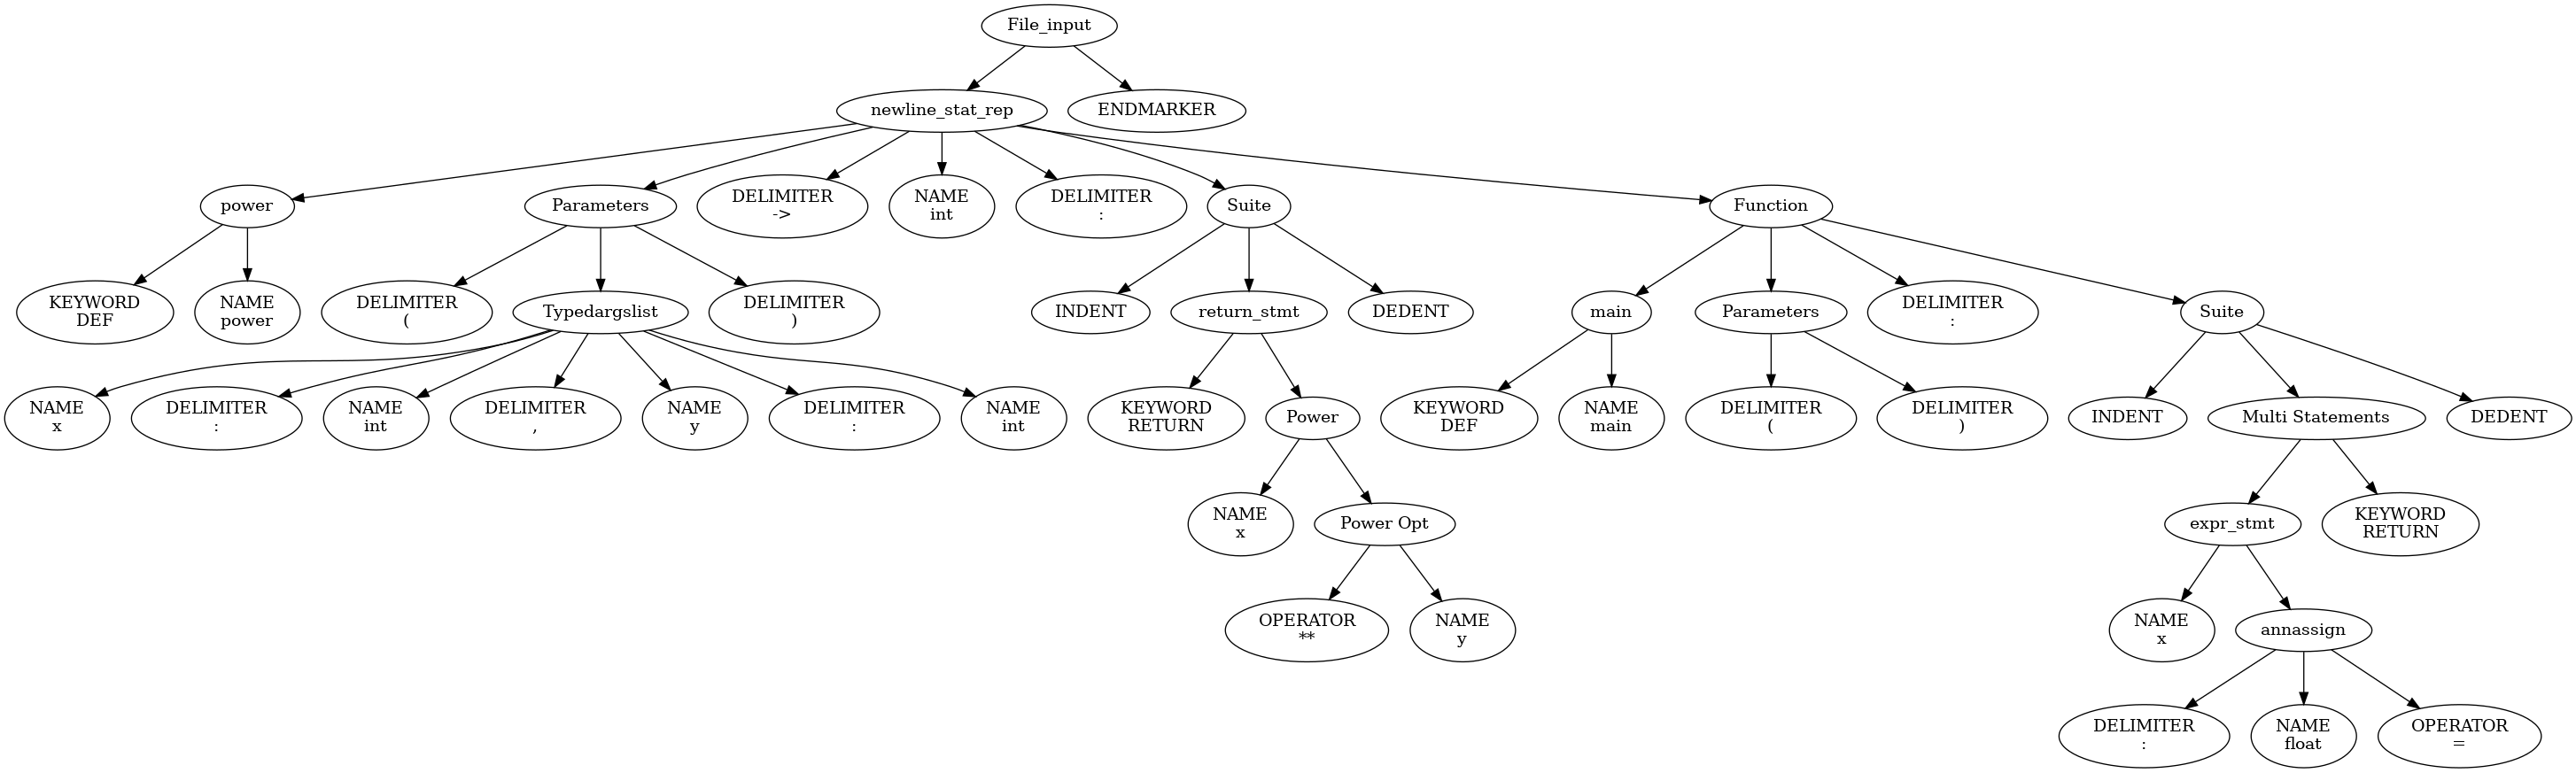 File_input
newline_stat_rep
ENDMARKER
power
Parameters
DELIMITER
->
NAME
int
DELIMITER
:
Suite
Function
KEYWORD
DEF
NAME
power
DELIMITER
(
Typedargslist
DELIMITER
)
INDENT
return_stmt
DEDENT
main
Parameters
DELIMITER
:
Suite
NAME
x
DELIMITER
:
NAME
int
DELIMITER
,
NAME
y
DELIMITER
:
NAME
int
KEYWORD
RETURN
Power
KEYWORD
DEF
NAME
main
DELIMITER
(
DELIMITER
)
INDENT
Multi Statements
DEDENT
NAME
x
Power Opt
expr_stmt
KEYWORD
RETURN
OPERATOR
**
NAME
y
NAME
x
annassign
DELIMITER
:
NAME
float
OPERATOR
=